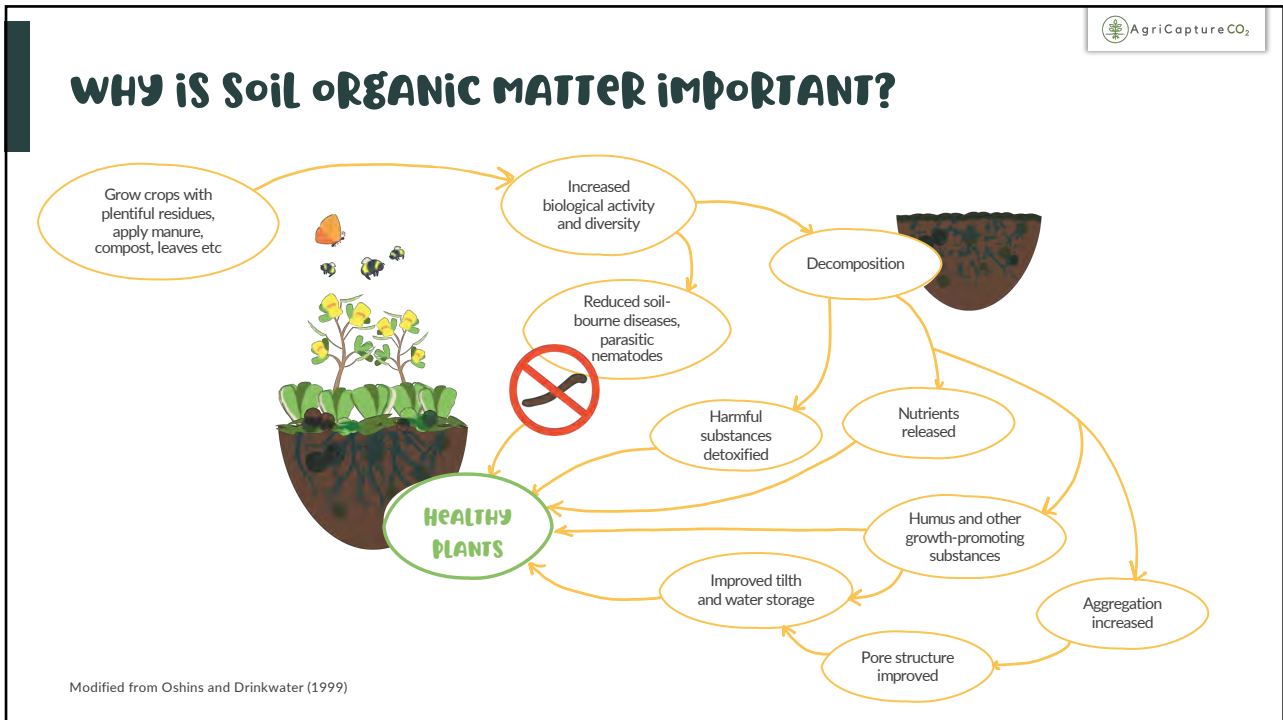 AgriCaptureCO₂
WHY IS SOIL ORGANIC MATTER IMPORTANT?
Grow crops with
plentiful residues,
apply manure,
compost, leaves etc
Increased
biological activity
and diversity
Decomposition
Reduced soil-
bourne diseases,
parasitic
nematodes
Harmful
substances
detoxified
Nutrients
released
HEALTHY
PLANTS
Humus and other
growth-promoting
substances
Improved tilth
and water storage
Aggregation
increased
Pore structure
improved
Modified from Oshins and Drinkwater (1999)